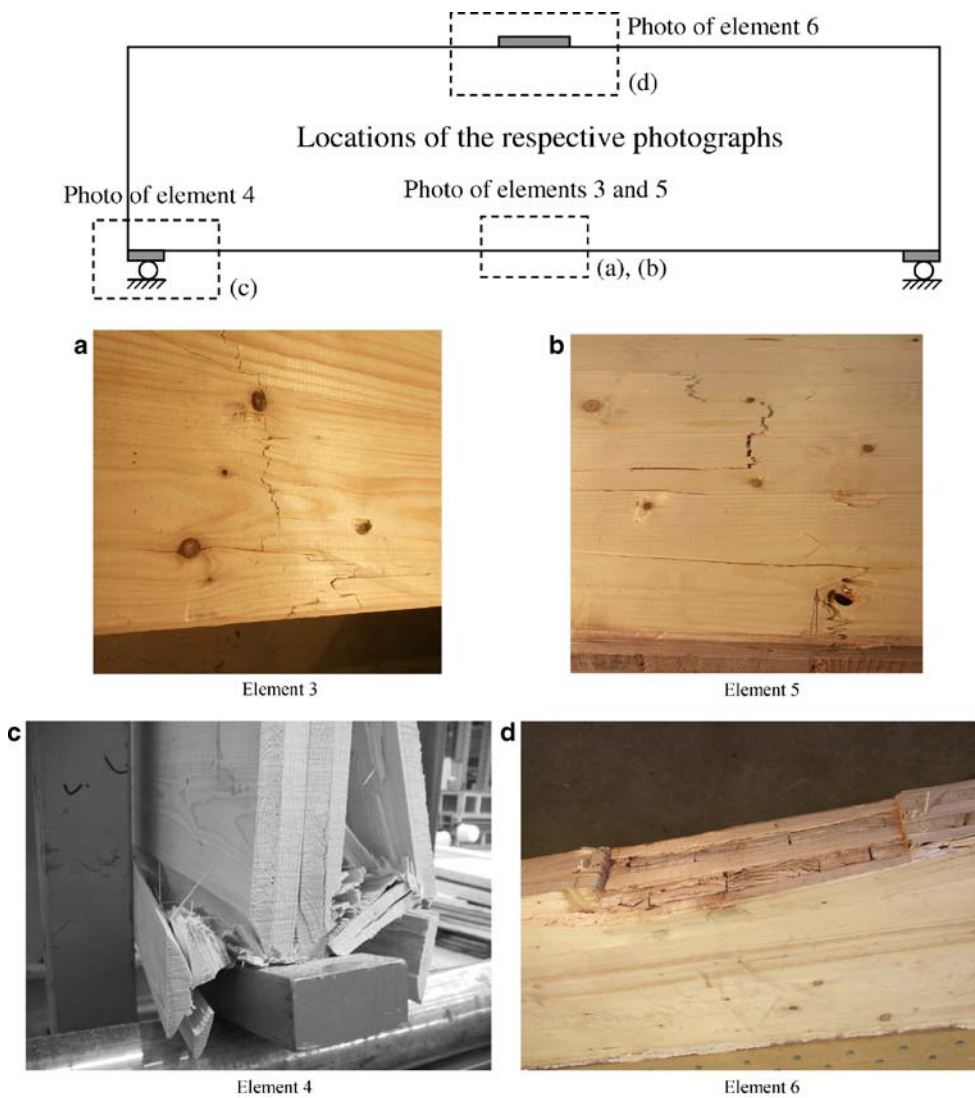 Photo of element 6
(d)
Locations of the respective photographs
Photo of element 4
Photo of elements 3 and 5
(a), (b)
(c)
a
b
Element 3
Element 5
c
d
Element 4
Element 6